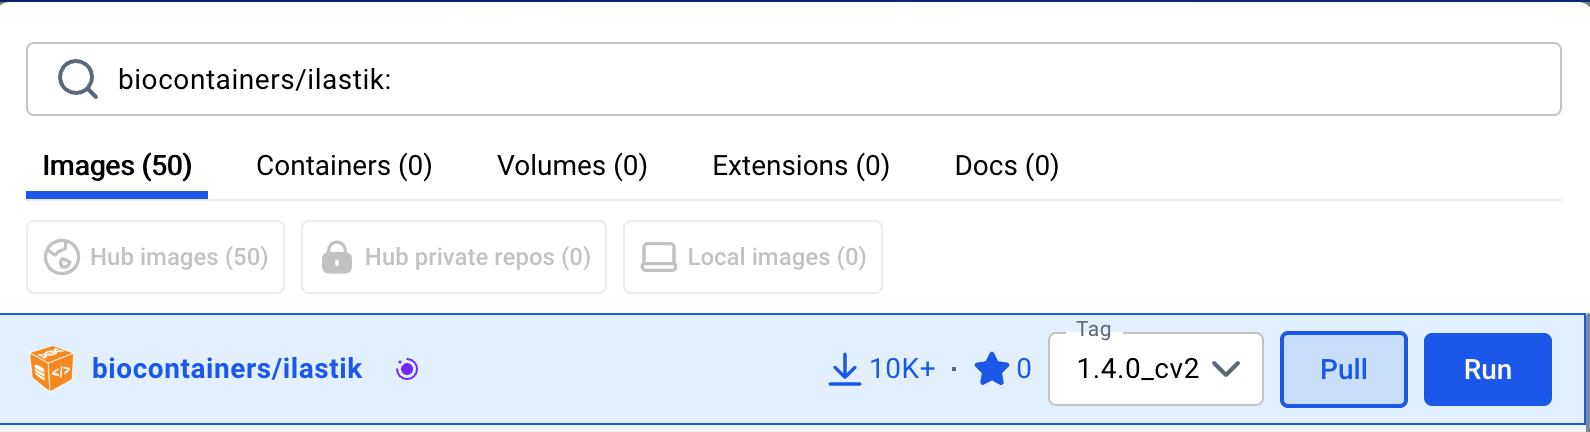 biocontainers/ilastik:
Images (50) Containers (0) Volumes (0) Extensions (0) Docs (0)
Hub images (50) Hub private repos (0) Local images (0)
Tag
biocontainers/ilastik 10K+ · 0 1.4.0_cv2 Pull Run